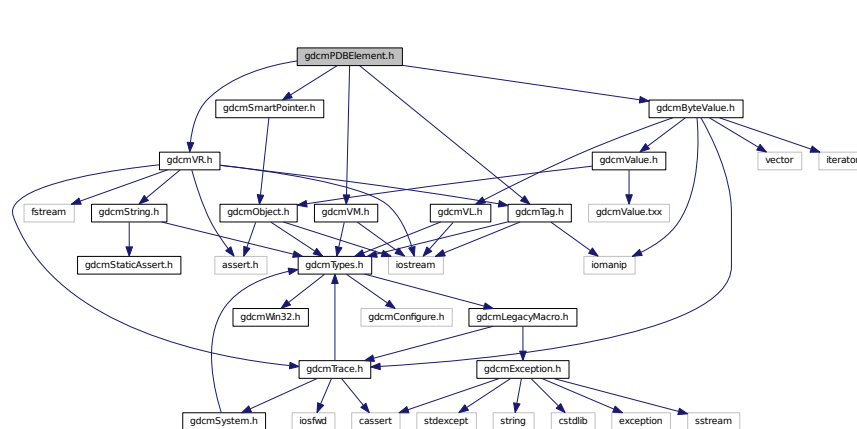 gdcmPDBElement.h
gdcmSmartPointer.h
gdcmByteValue.h
gdcmVR.h
gdcmValue.h
vector
iterator
fstream
gdcmString.h
gdcmObject.h
gdcmVM.h
gdcmVL.h
gdcmTag.h
gdcmValue.txx
gdcmStaticAssert.h
assert.h
gdcmTypes.h
iostream
iomanip
gdcmWin32.h
gdcmConfigure.h
gdcmLegacyMacro.h
gdcmTrace.h
gdcmException.h
gdcmSystem.h
iosfwd
cassert
stdexcept
string
cstdlib
exception
sstream